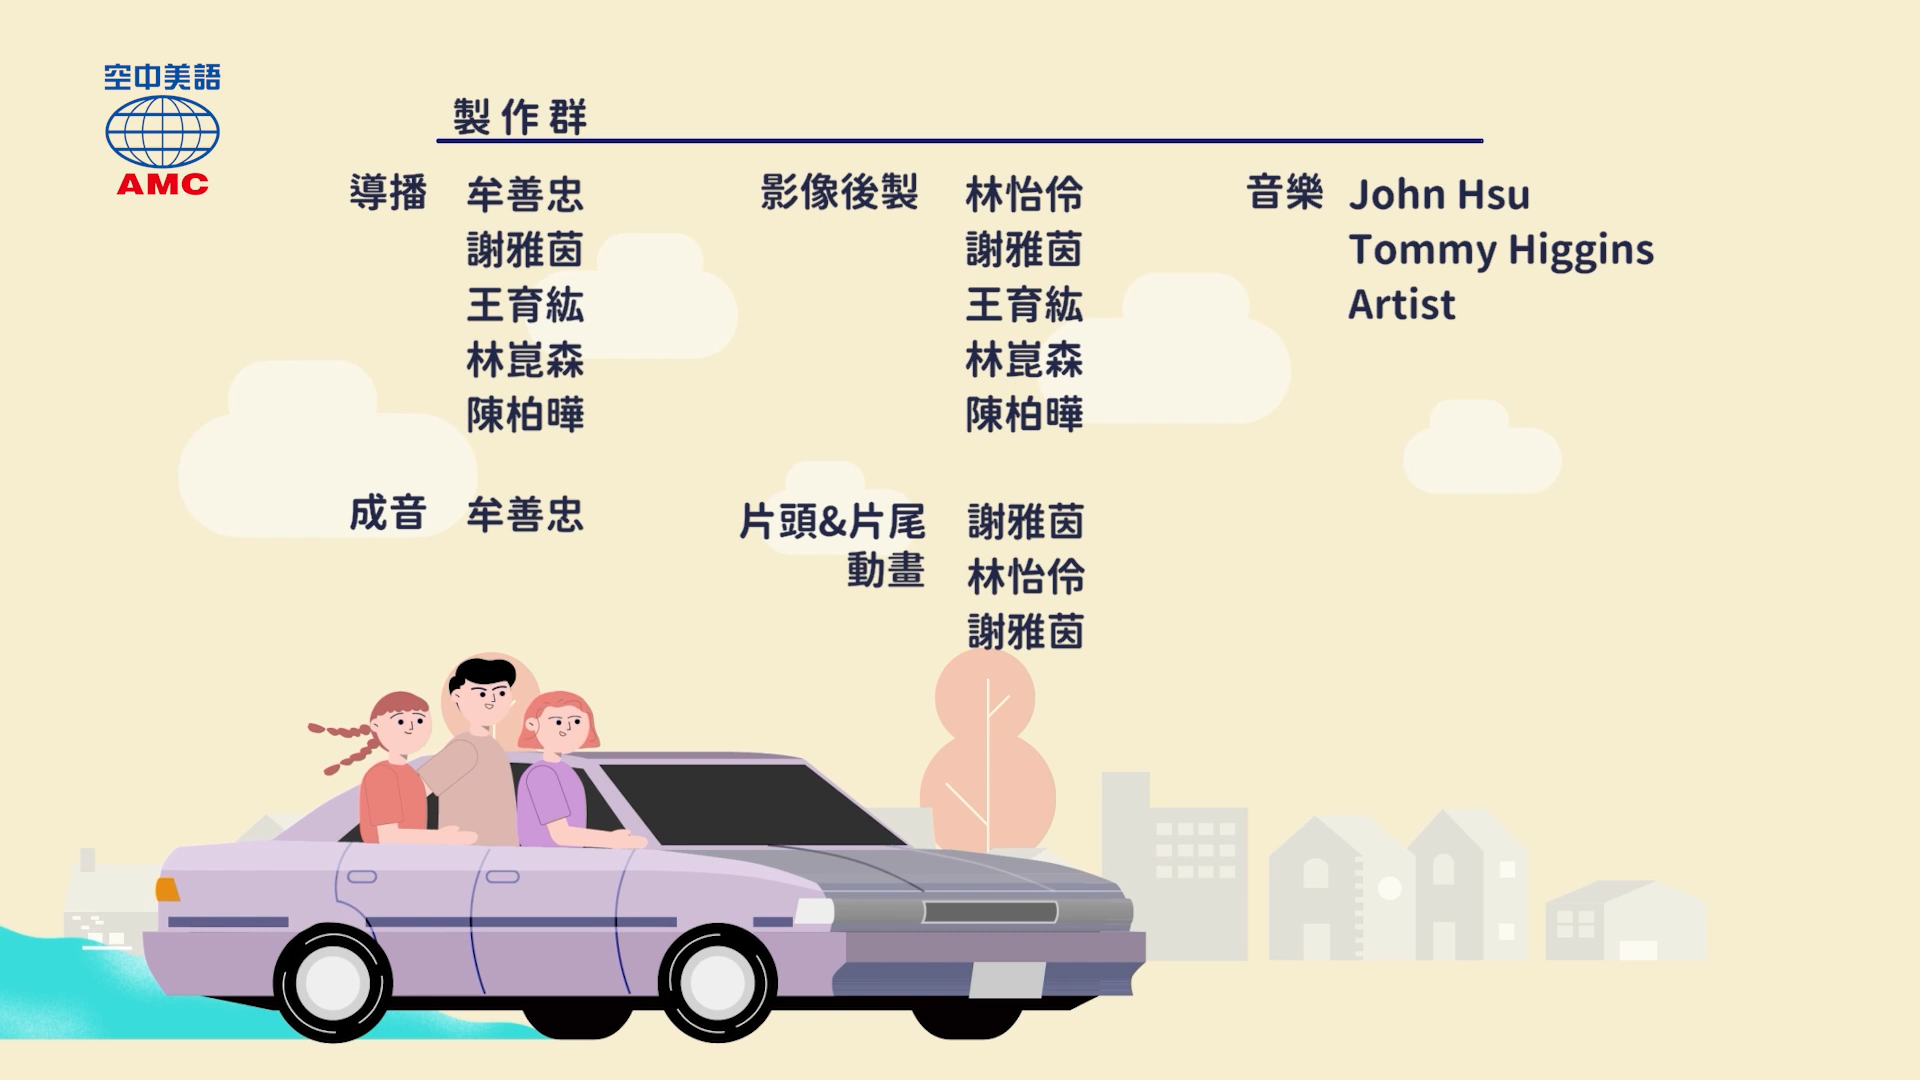 空中美語
AMC
製作群
導播
牟善忠
謝雅茵
王育紘
林崑森
陳柏曄
成音
牟善忠
影像後製
林怡伶
謝雅茵
王育紘
林崑森
陳柏曄
片頭&片尾
動畫
謝雅茵
林怡伶
謝雅茵
音樂
John Hsu
Tommy Higgins
Artist